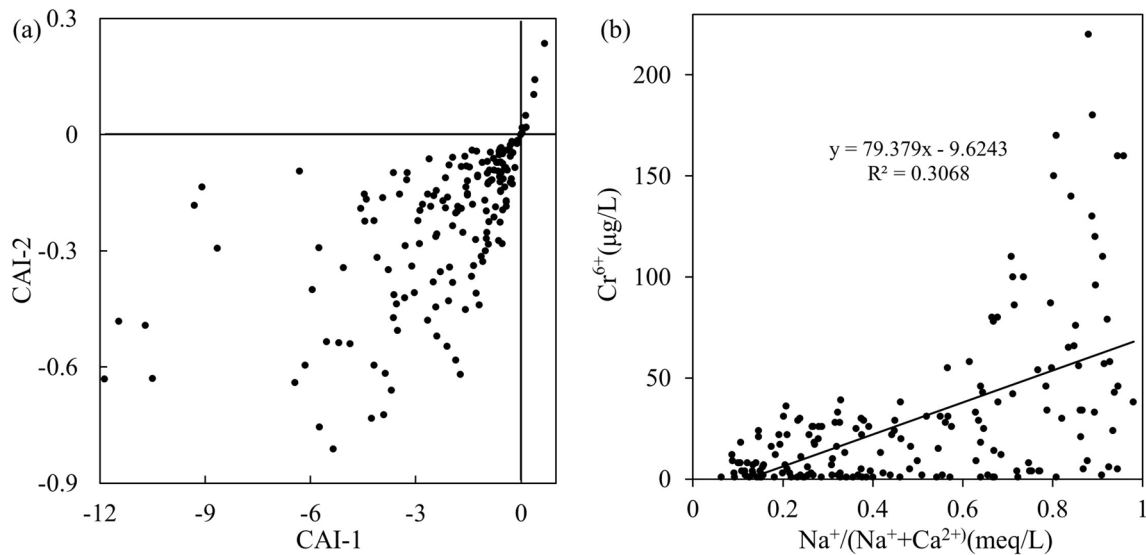 (a)
0.3
0
-0.3
-0.6
-0.9
CAI-2
-12
-9
-6
-3
0
CAI-1
(b)
200
150
100
50
0
Cr⁶⁺(μg/L)
y = 79.379x - 9.6243
R² = 0.3068
0
0.2
0.4
0.6
0.8
1
Na⁺/(Na⁺+Ca²⁺)(meq/L)